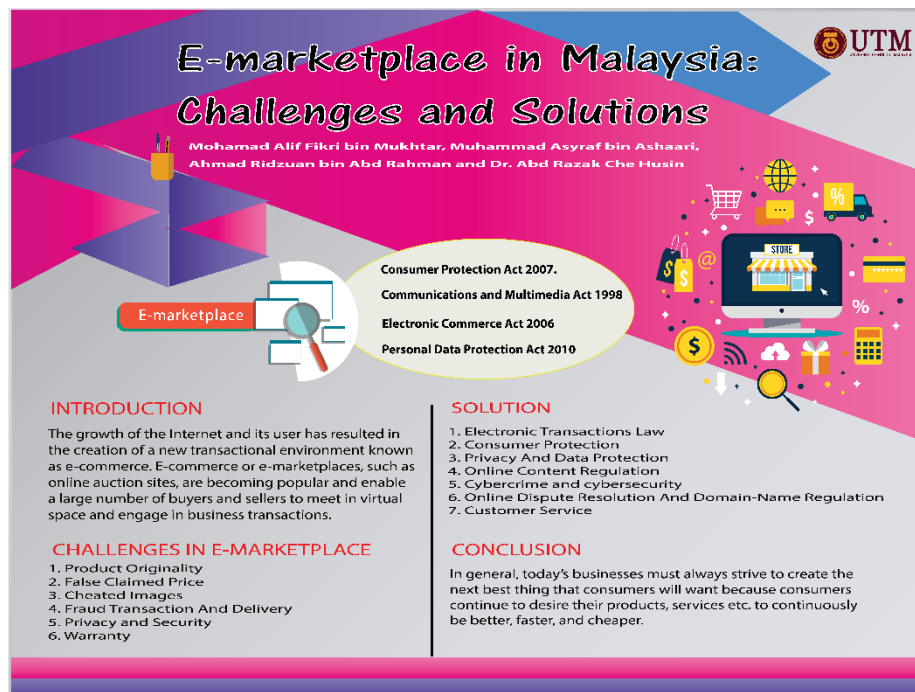 E-marketplace in Malaysia:
Challenges and Solutions
UTM
Mohamad Alif Fikri bin Mukhtar, Muhammad Asyraf bin Ashaari,
Ahmad Ridzuan bin Abd Rahman and Dr. Abd Razak Che Husin
E-marketplace
Consumer Protection Act 2007.
Communications and Multimedia Act 1998
Electronic Commerce Act 2006
Personal Data Protection Act 2010
STORE
%
$
@
$
$
%
$
INTRODUCTION
The growth of the Internet and its user has resulted in
the creation of a new transactional environment known
as e-commerce. E-commerce or e-marketplaces, such as
online auction sites, are becoming popular and enable
a large number of buyers and sellers to meet in virtual
space and engage in business transactions.
CHALLENGES IN E-MARKETPLACE
1. Product Originality
2. False Claimed Price
3. Cheated Images
4. Fraud Transaction And Delivery
5. Privacy and Security
6. Warranty
SOLUTION
1. Electronic Transactions Law
2. Consumer Protection
3. Privacy And Data Protection
4. Online Content Regulation
5. Cybercrime and cybersecurity
6. Online Dispute Resolution And Domain-Name Regulation
7. Customer Service
CONCLUSION
In general, today's businesses must always strive to create the
next best thing that consumers will want because consumers
continue to desire their products, services etc. to continuously
be better, faster, and cheaper.